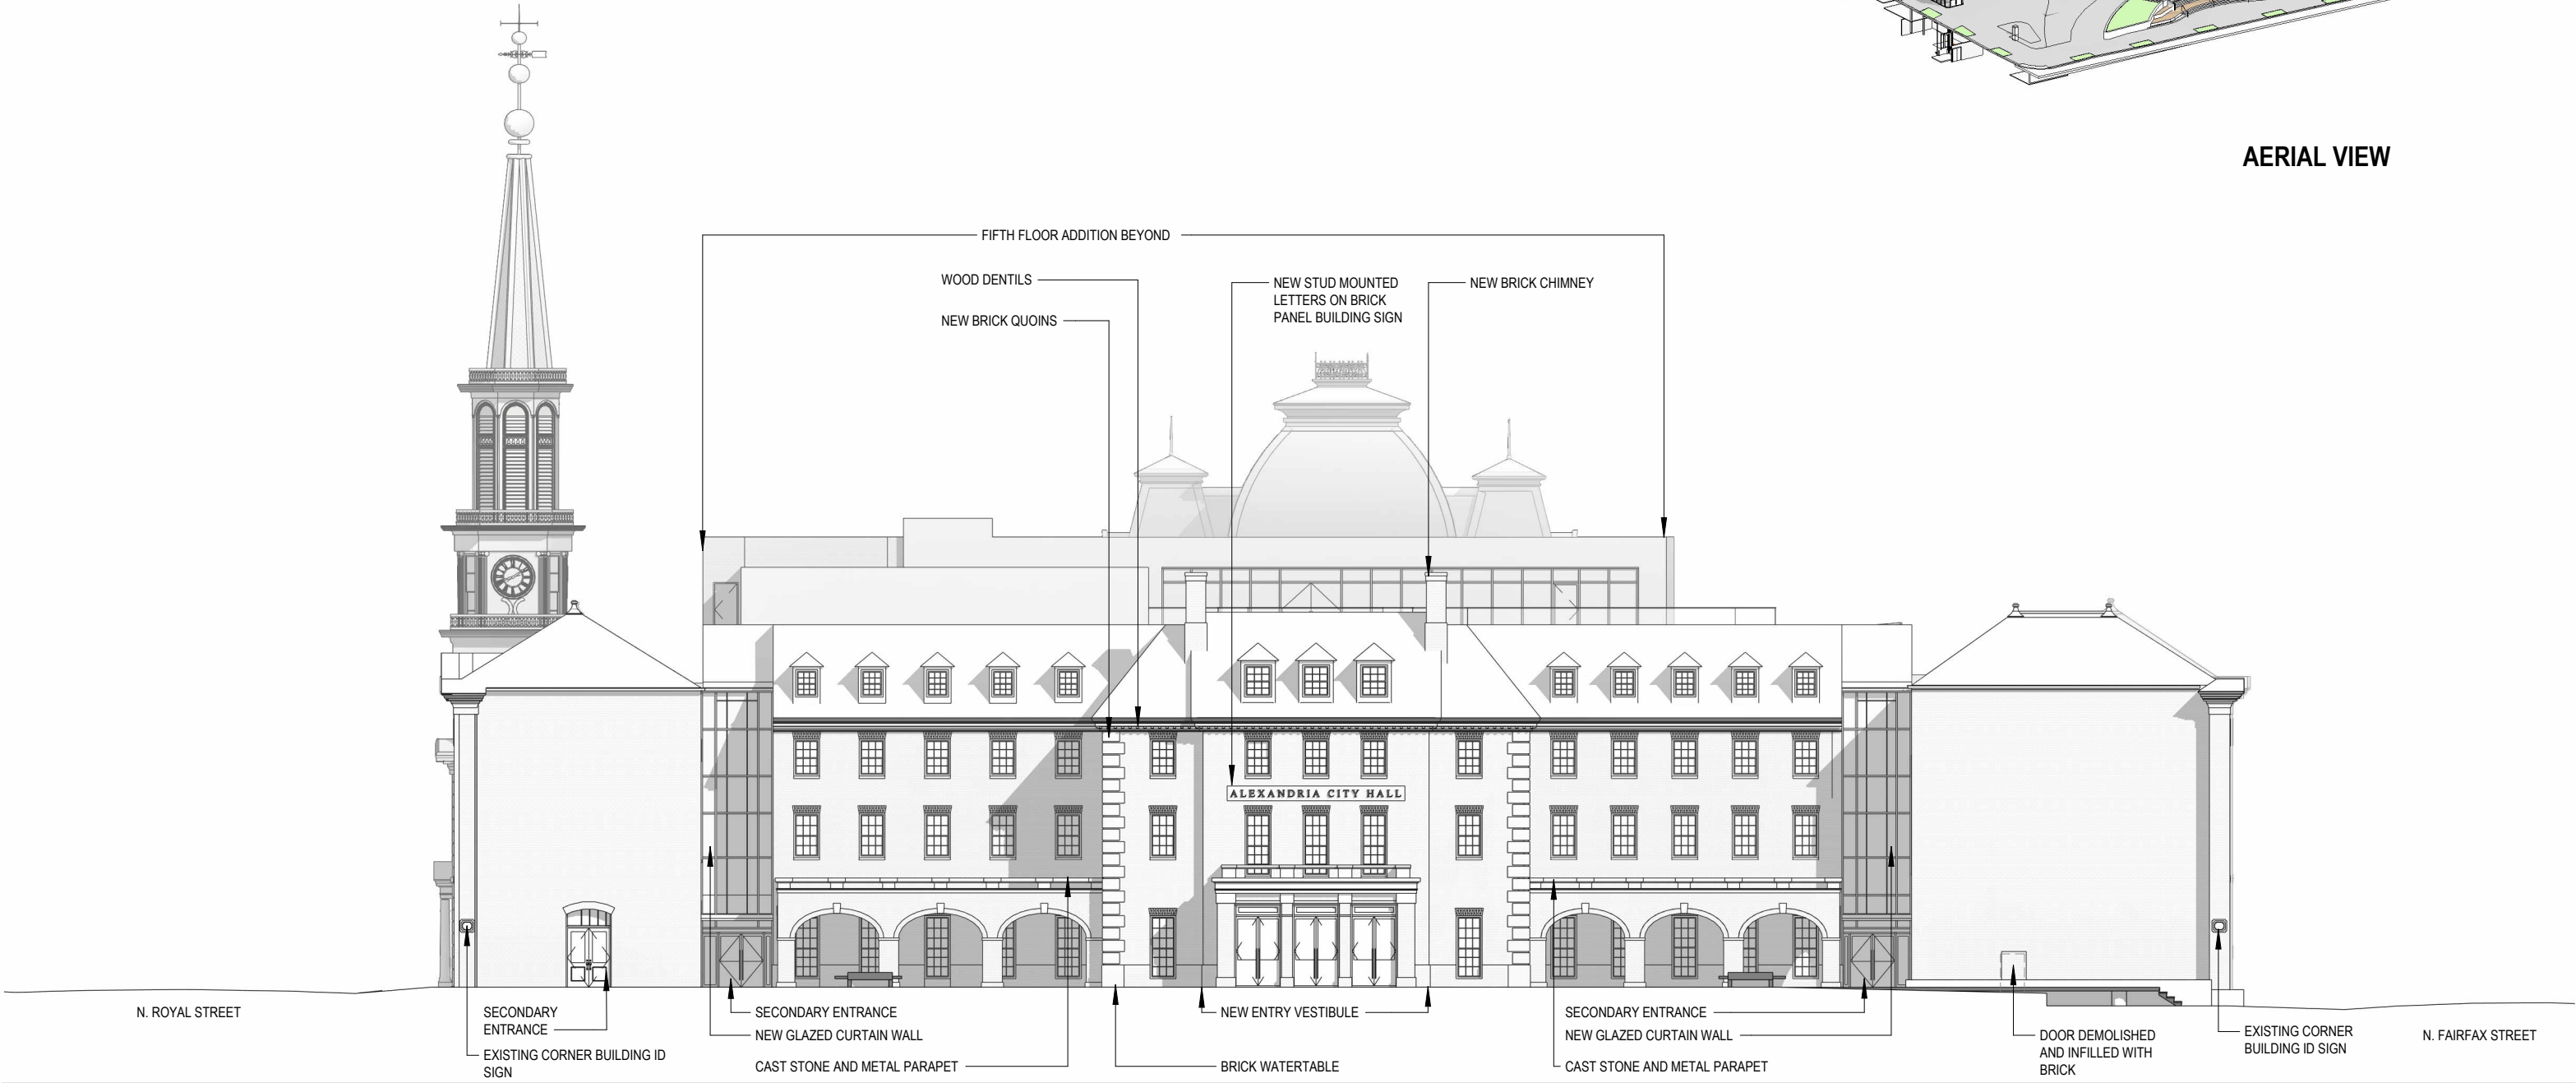 AERIAL VIEW
FIFTH FLOOR ADDITION BEYOND
WOOD DENTILS
NEW STUD MOUNTED
LETTERS ON BRICK
PANEL BUILDING SIGN
NEW BRICK CHIMNEY
NEW BRICK QUOINS
ALEXANDRIA CITY HALL
N. ROYAL STREET
SECONDARY
ENTRANCE
EXISTING CORNER BUILDING ID
SIGN
SECONDARY ENTRANCE
NEW GLAZED CURTAIN WALL
CAST STONE AND METAL PARAPET
NEW ENTRY VESTIBULE
BRICK WATERTABLE
SECONDARY ENTRANCE
NEW GLAZED CURTAIN WALL
CAST STONE AND METAL PARAPET
DOOR DEMOLISHED
AND INFILLED WITH
BRICK
EXISTING CORNER
BUILDING ID SIGN
N. FAIRFAX STREET